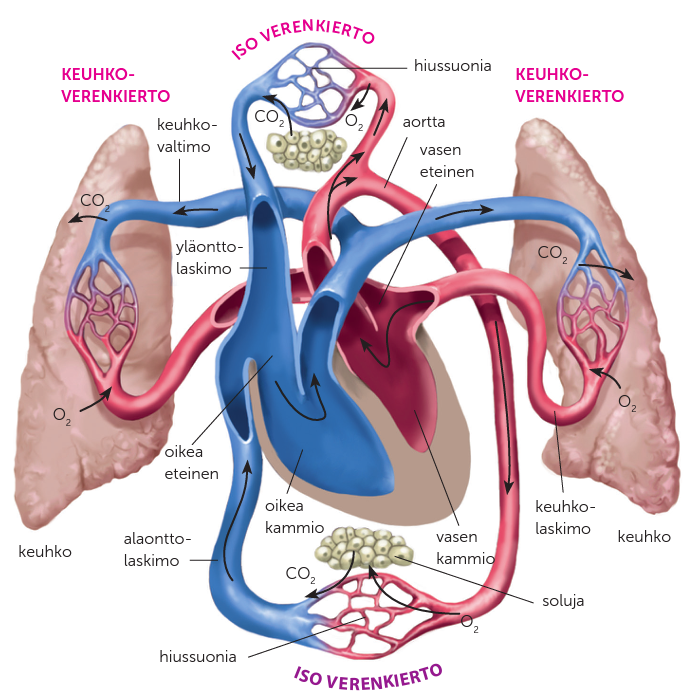 ISO VERENKIERTO
KEUHKO-
VERENKIERTO
hiussuonia
KEUHKO-
VERENKIERTO
CO2
O2
keuhko-
valtimo
aortta
vasen
eteinen
CO2
yläontto-
laskimo
CO2
O2
O2
oikea
eteinen
oikea
kammio
vasen
kammio
keuhko-
laskimo
keuhko
alaontto-
laskimo
keuhko
CO2
soluja
O2
hiussuonia
ISO VERENKIERTO